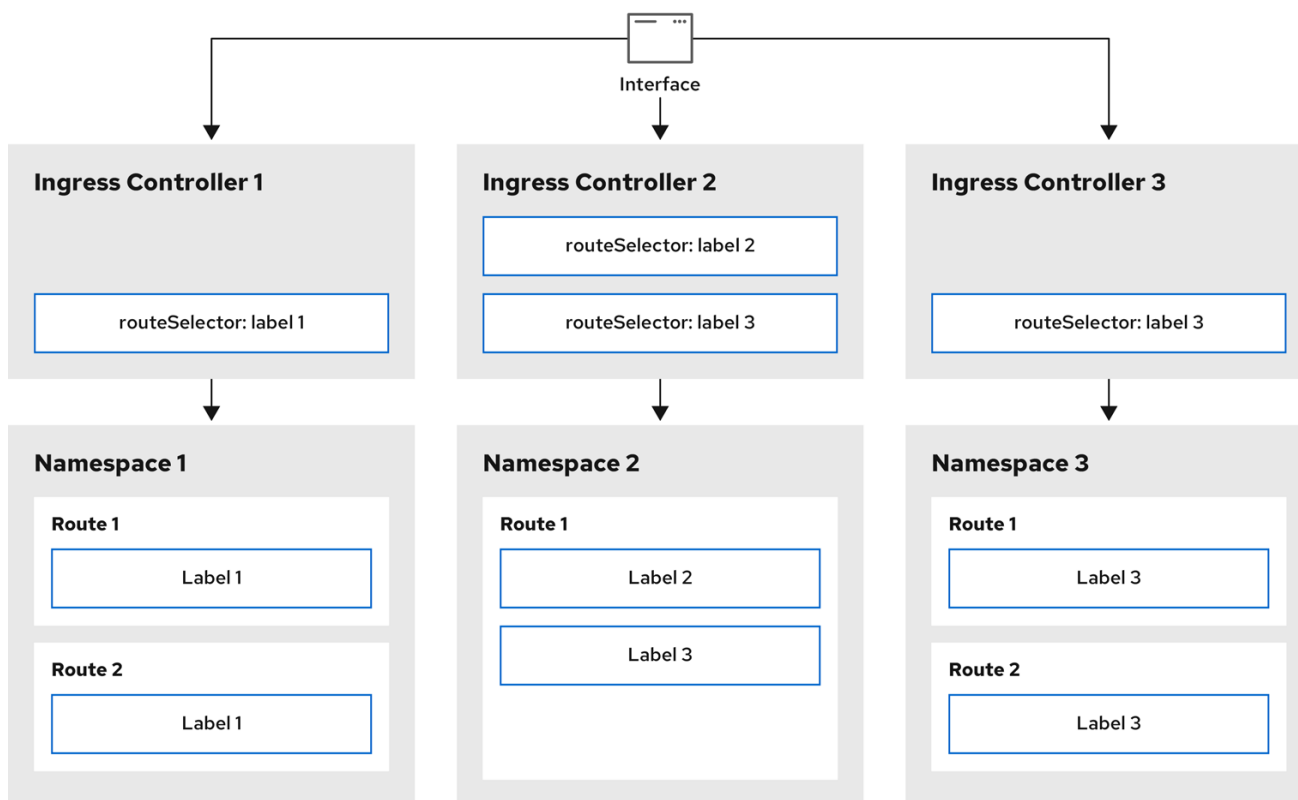 Interface
Ingress Controller 1
routeSelector: label 1
Ingress Controller 2
routeSelector: label 2
routeSelector: label 3
Ingress Controller 3
routeSelector: label 3
Namespace 1
Route 1
Label 1
Route 2
Label 1
Namespace 2
Route 1
Label 2
Label 3
Namespace 3
Route 1
Label 3
Route 2
Label 3